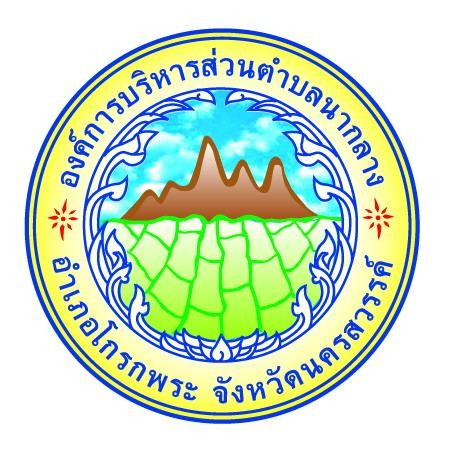 องค์การบริหารส่วนตำบลนากลาง
อำเภอโกรกพระ จังหวัดนครสวรรค์